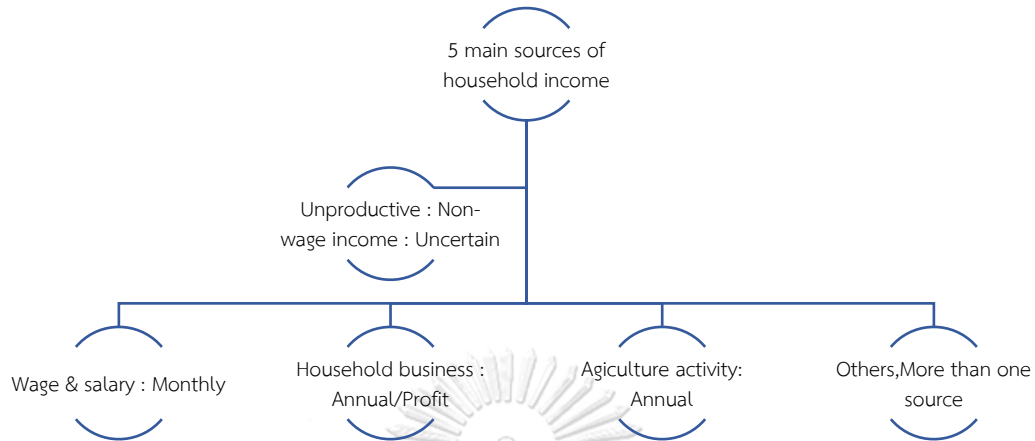 5 main sources of
household income
Unproductive : Non-
wage income : Uncertain
Wage & salary : Monthly
Household business :
Annual/Profit
Agiculture activity:
Annual
Others,More than one
source